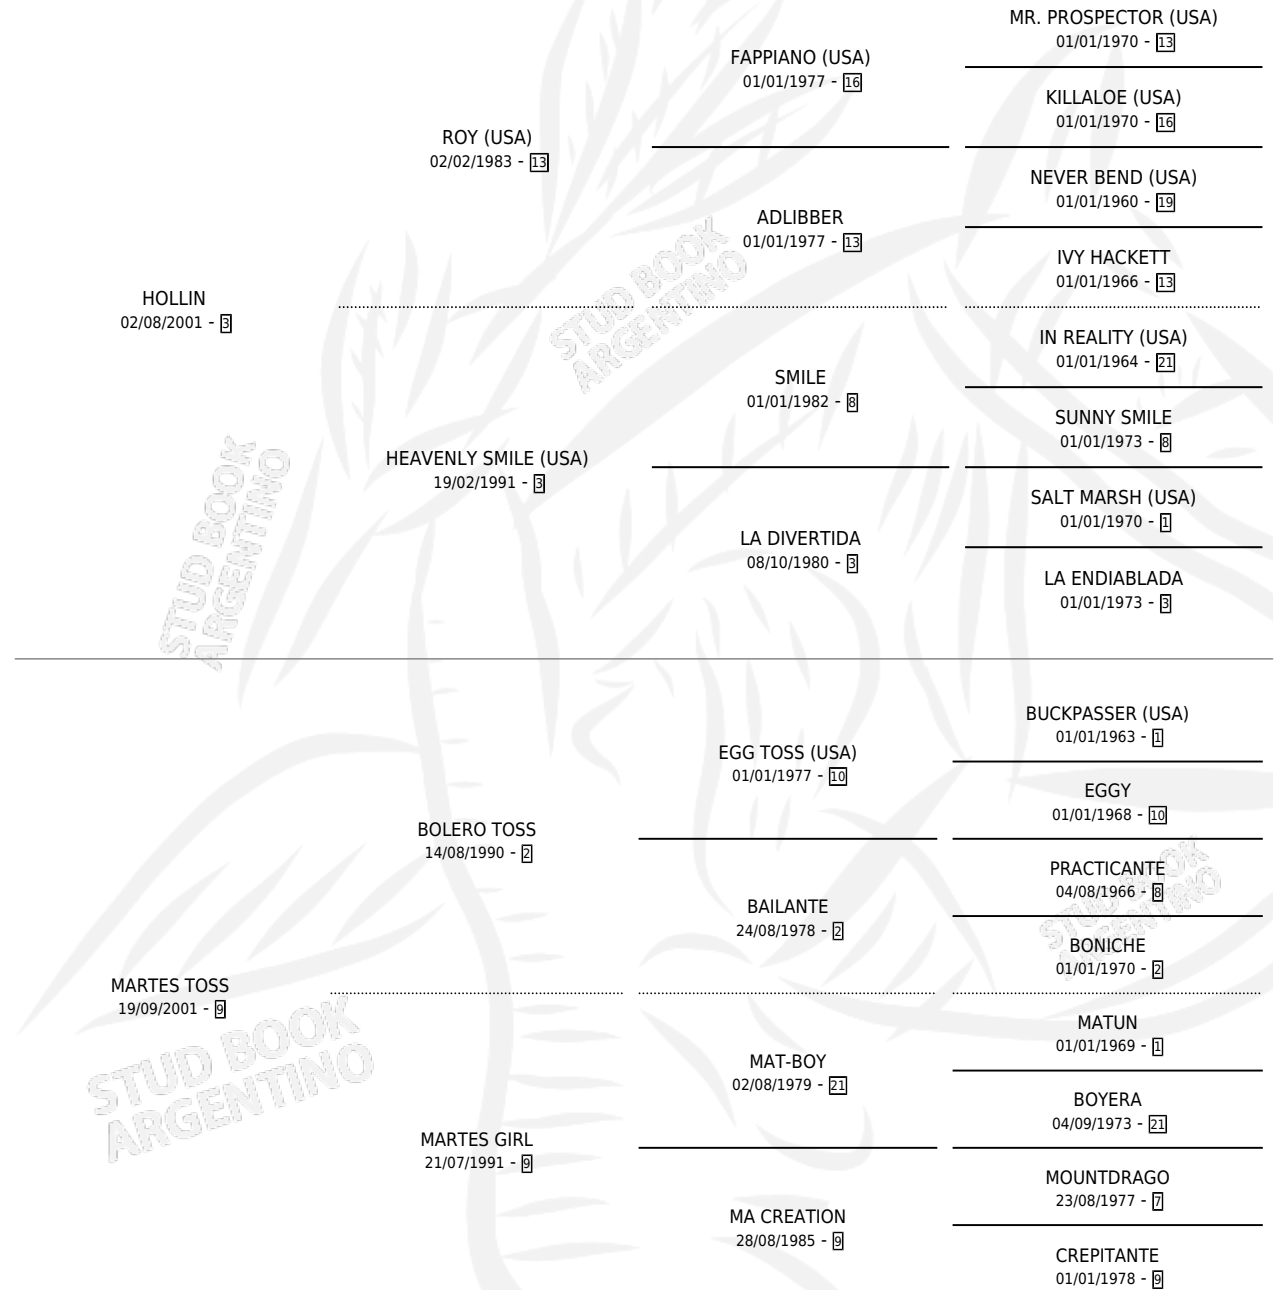 MR. PROSPECTOR (USA)
01/01/1970 - 13
FAPPIANO (USA)
01/01/1977 - 16
KILLALOE (USA)
01/01/1970 - 16
ROY (USA)
02/02/1983 - 13
NEVER BEND (USA)
01/01/1960 - 19
ADLIBBER
01/01/1977 - 13
IVY HACKETT
01/01/1966 - 13
HOLLIN
02/08/2001 - 3
IN REALITY (USA)
01/01/1964 - 21
SMILE
01/01/1982 - 8
SUNNY SMILE
01/01/1973 - 8
HEAVENLY SMILE (USA)
19/02/1991 - 3
SALT MARSH (USA)
01/01/1970 - 1
LA DIVERTIDA
08/10/1980 - 3
LA ENDIABLADA
01/01/1973 - 3
STUD BOOK
ARGENTINO
STUD BOOK
ARGENTINO
BUCKPASSER (USA)
01/01/1963 - 1
EGG TOSS (USA)
01/01/1977 - 10
EGGY
01/01/1968 - 10
BOLERO TOSS
14/08/1990 - 2
PRACTICANTE
04/08/1966 - 8
BAILANTE
24/08/1978 - 2
BONICHE
01/01/1970 - 2
MARTES TOSS
19/09/2001 - 9
MATUN
01/01/1969 - 1
MAT-BOY
02/08/1979 - 21
BOYERA
04/09/1973 - 21
MARTES GIRL
21/07/1991 - 9
MOUNTDRAGO
23/08/1977 - 7
MA CREATION
28/08/1985 - 9
CREPITANTE
01/01/1978 - 9
STUD BOOK
ARGENTINO
STUD BOOK
ARGENTINO